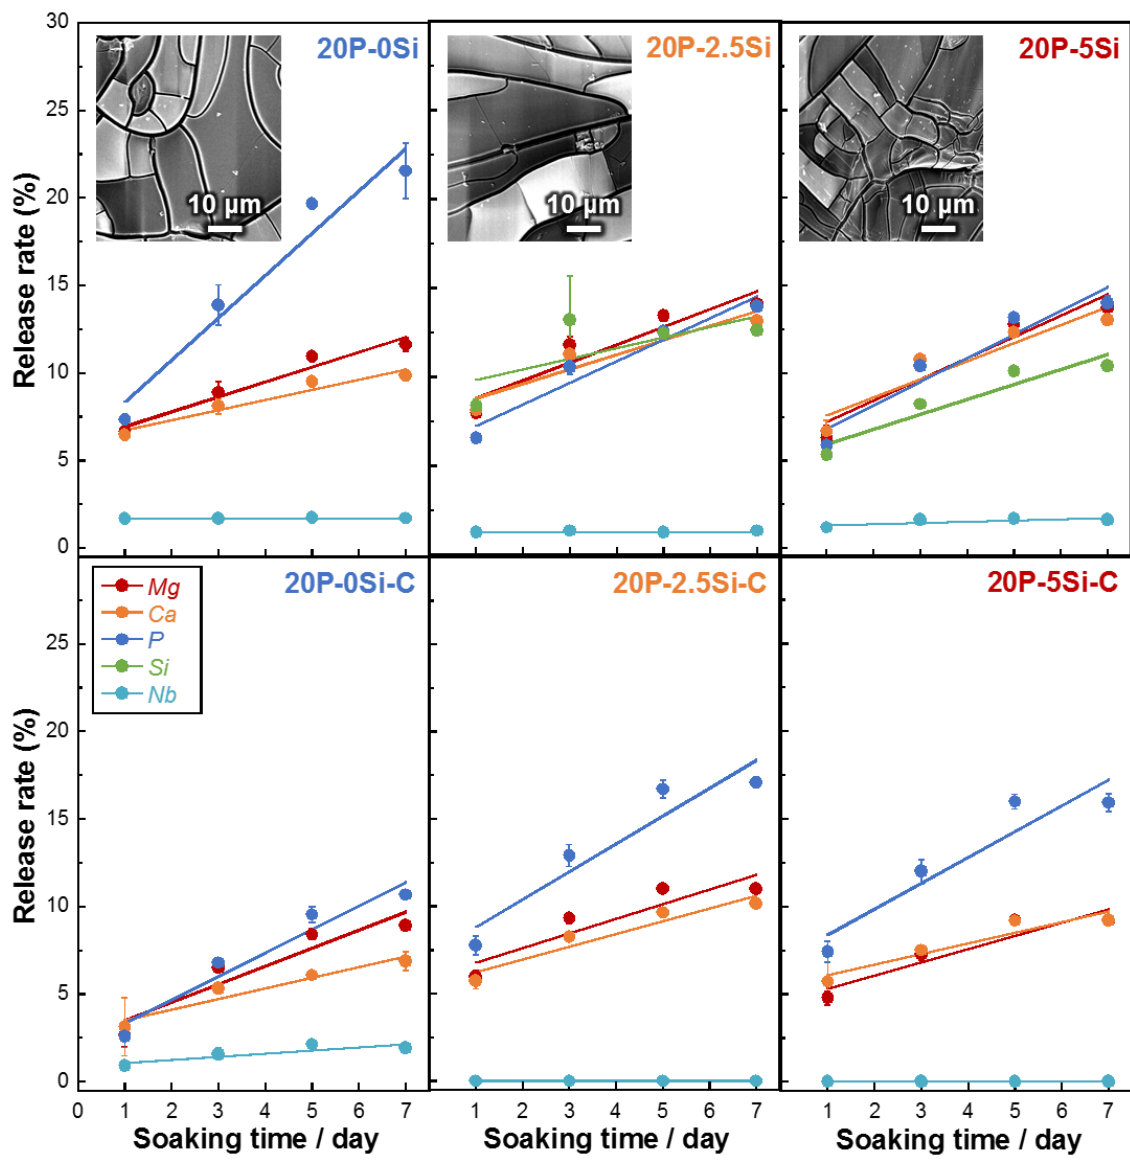 30
25
20
15
10
5
0
Release rate (%)
20P-0Si
10 µm
20P-2.5Si
10 µm
20P-5Si
10 µm
20P-0Si-C
Mg
Ca
P
Si
Nb
20P-2.5Si-C
20P-5Si-C
25
20
15
10
5
0
Release rate (%)
0 1 2 3 4 5 6 7
1 2 3 4 5 6 7
1 2 3 4 5 6 7
Soaking time / day
Soaking time / day
Soaking time / day